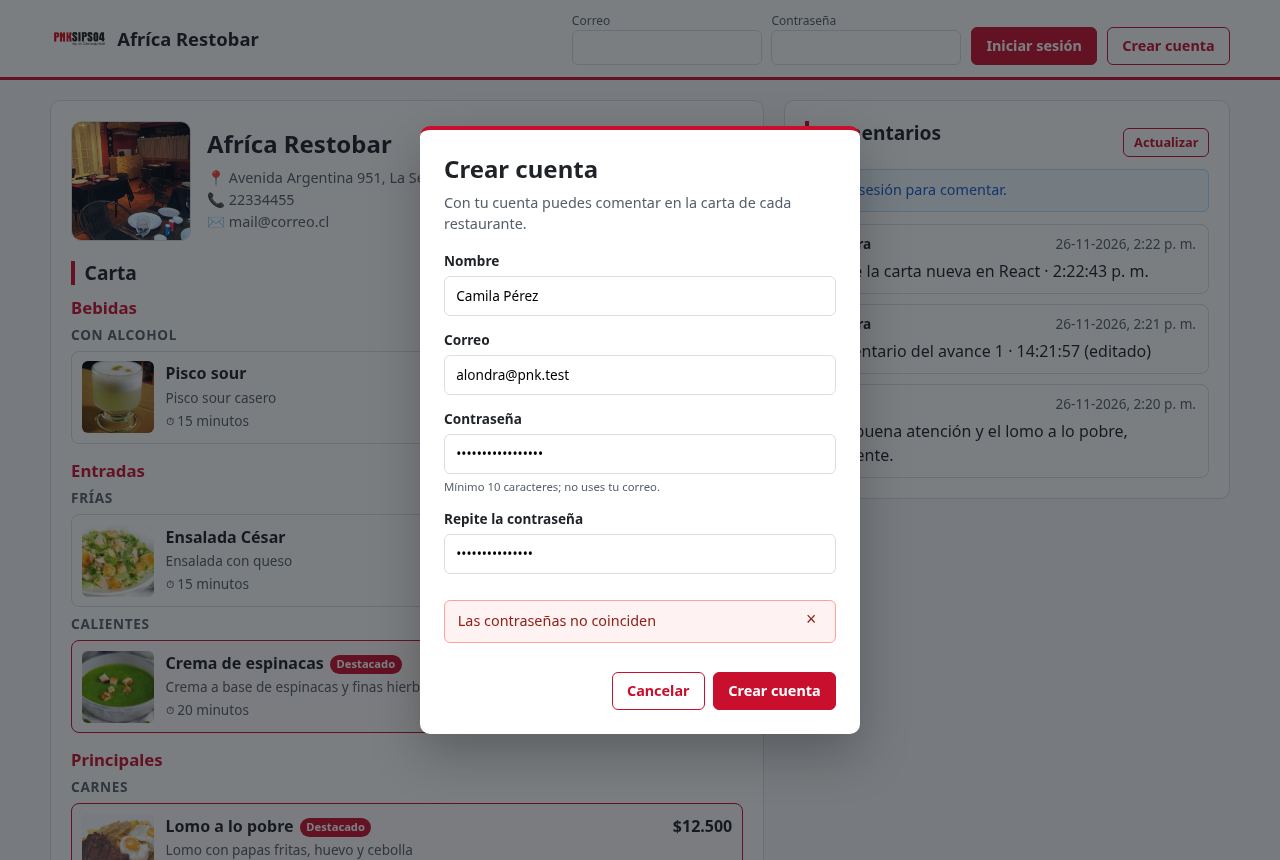 PNKSIPSO4
Afríca Restobar
Correo
Contraseña
Iniciar sesión
Crear cuenta
Afríca Restobar
Avenida Argentina 951, La Se
22334455
mail@correo.cl
Carta
Bebidas
CON ALCOHOL
Pisco sour
Pisco sour casero
15 minutos
Entradas
FRÍAS
Ensalada César
Ensalada con queso
15 minutos
CALIENTES
Crema de espinacas Destacado
Crema a base de espinacas y finas hierb
20 minutos
Principales
CARNES
Lomo a lo pobre Destacado $12.500
Lomo con papas fritas, huevo y cebolla
Crear cuenta
Con tu cuenta puedes comentar en la carta de cada
restaurante.
Nombre
Camila Pérez
Correo
alondra@pnk.test
Contraseña
•••••••••••••••••
Mínimo 10 caracteres; no uses tu correo.
Repite la contraseña
•••••••••••••••
Las contraseñas no coinciden ×
Cancelar
Crear cuenta
entarios
Actualizar
sesión para comentar.
ra 26-11-2026, 2:22 p. m.
e la carta nueva en React · 2:22:43 p. m.
ra 26-11-2026, 2:21 p. m.
entario del avance 1 · 14:21:57 (editado)
26-11-2026, 2:20 p. m.
buena atención y el lomo a lo pobre,
ente.